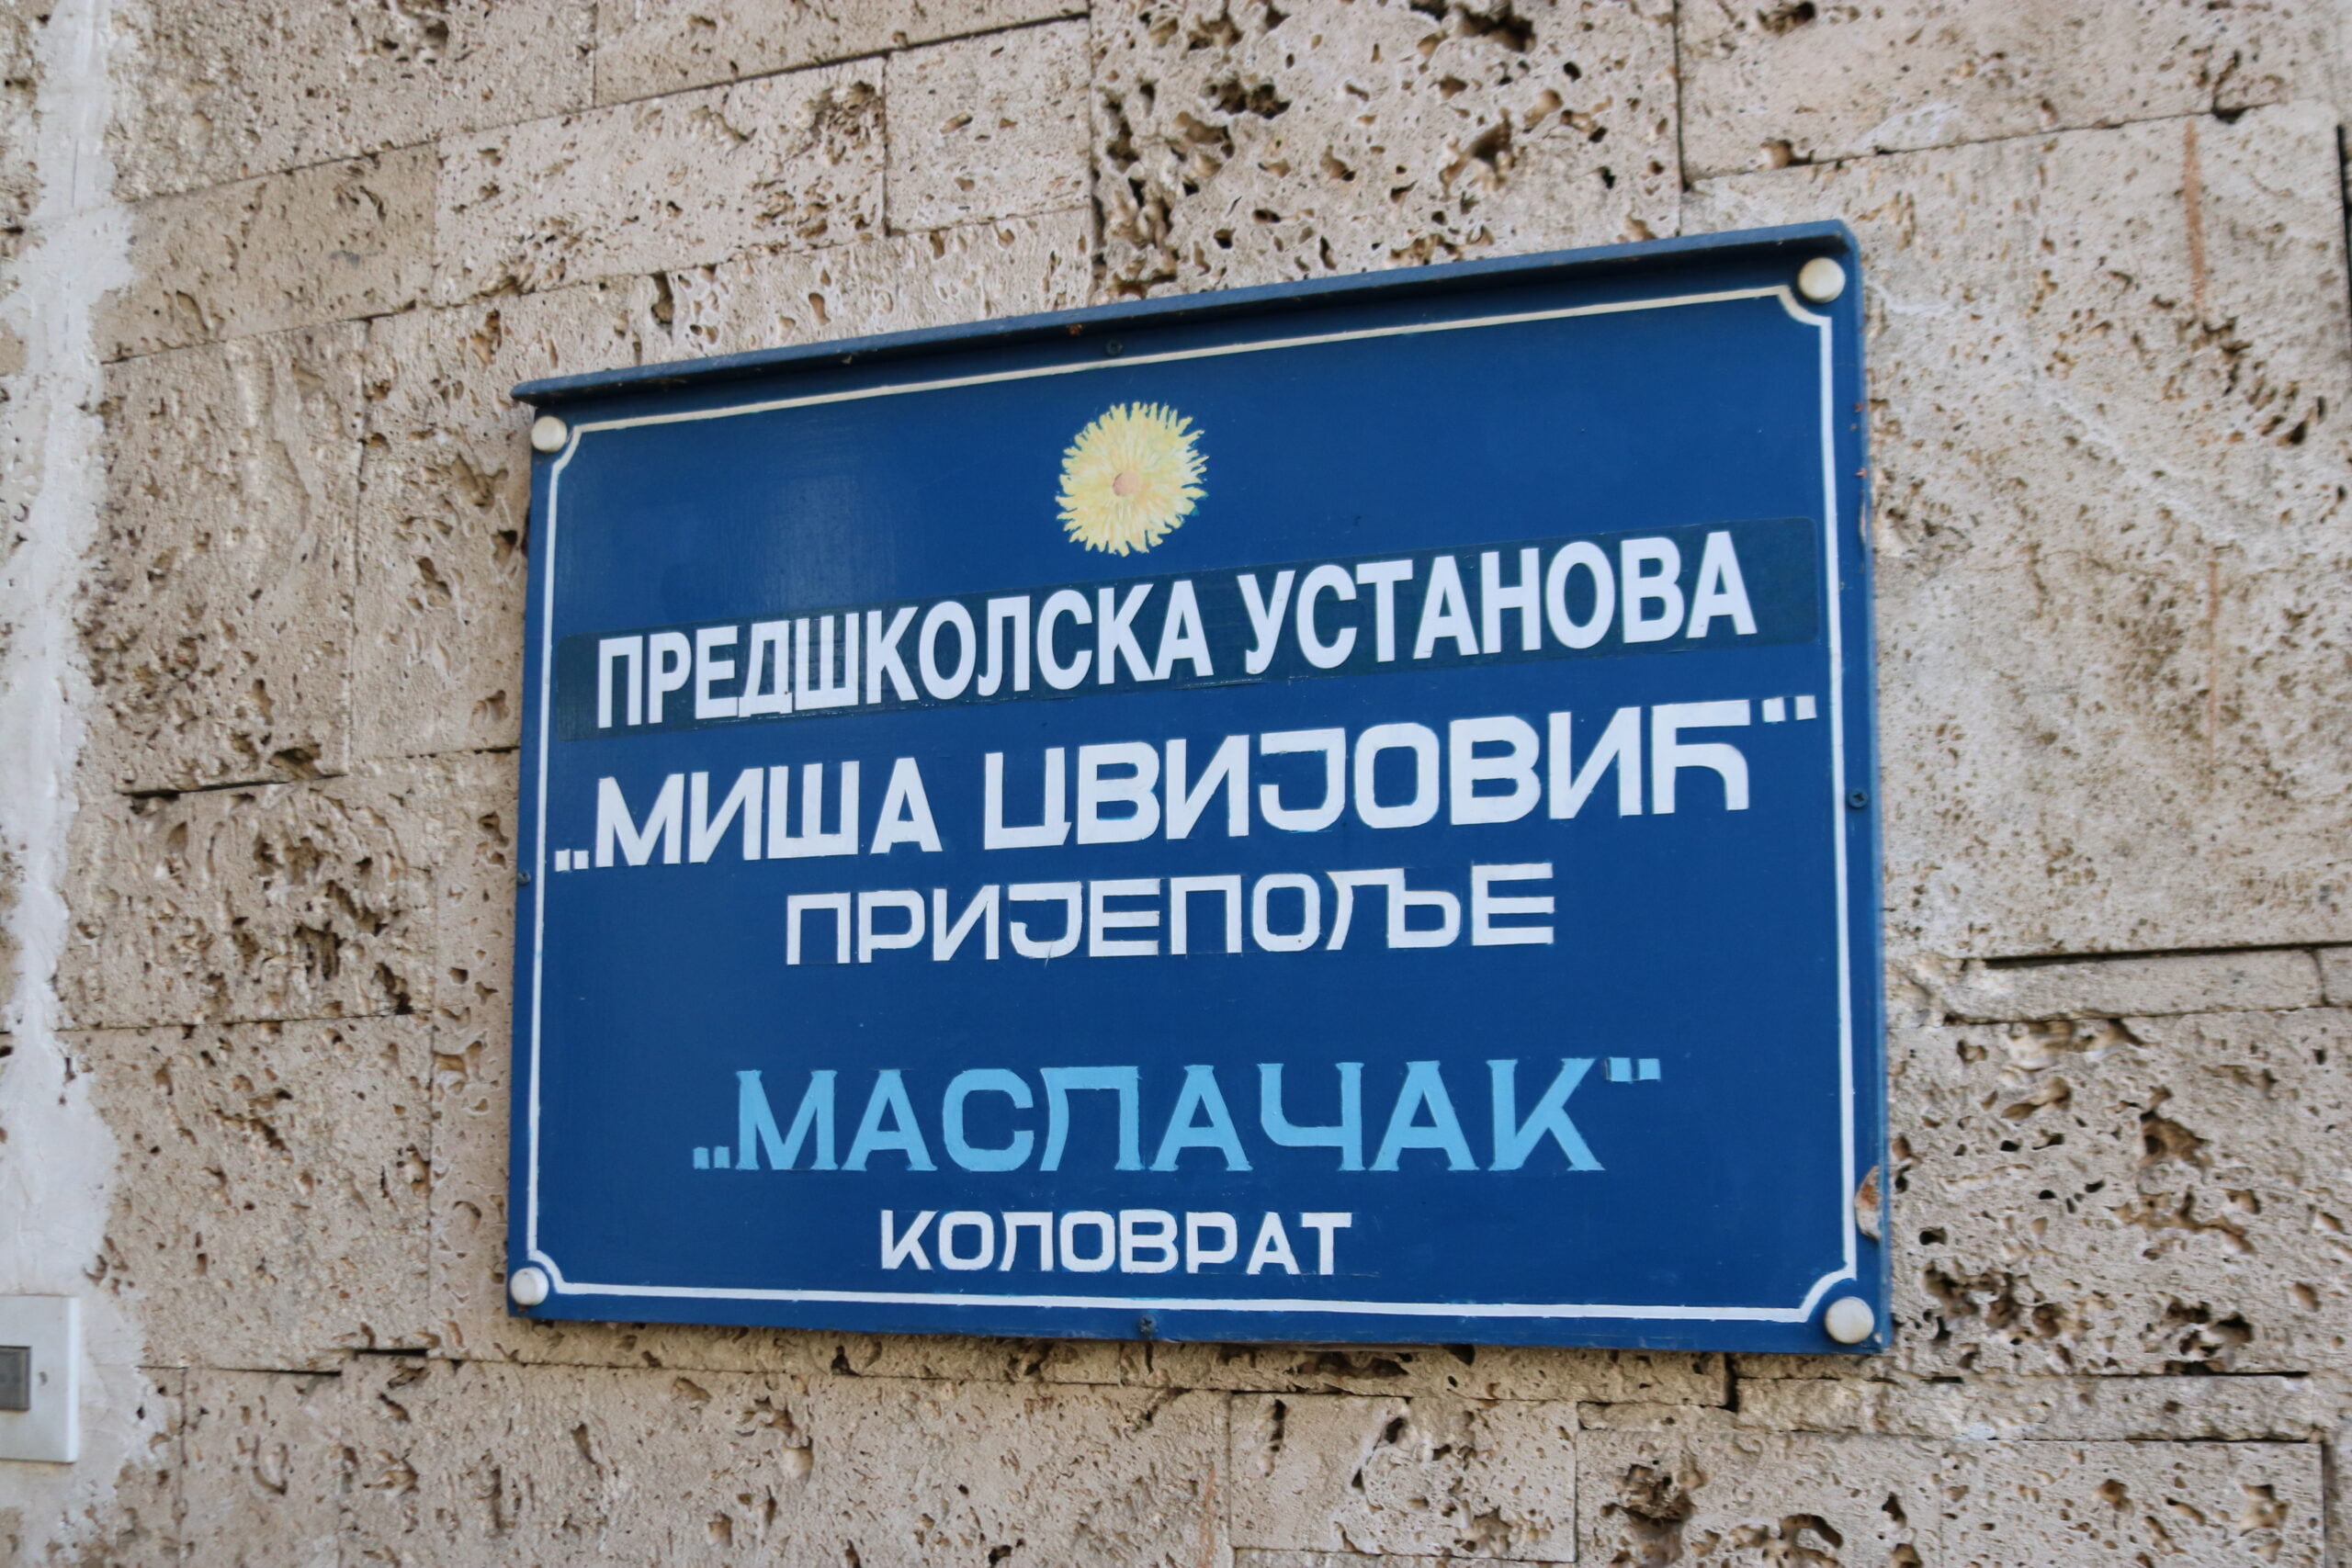 ПРЕДШКОЛСКА УСТАНОВА
„МИША ЦВИЈОВИЋ"
ПРИЈЕПОЉЕ
„МАСЛАЧАК"
КОЛОВРАТ